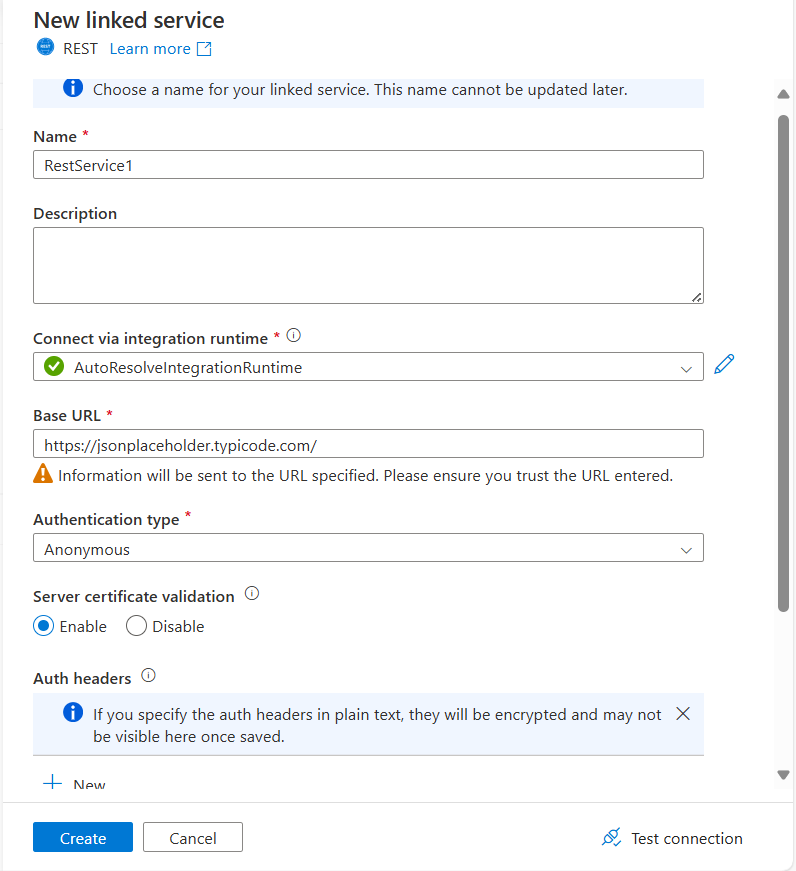 New linked service
REST Learn more
Choose a name for your linked service. This name cannot be updated later.
Name *
RestService1
Description
Connect via integration runtime *
AutoResolveIntegrationRuntime
Base URL *
https://jsonplaceholder.typicode.com/
Information will be sent to the URL specified. Please ensure you trust the URL entered.
Authentication type *
Anonymous
Server certificate validation
Enable Disable
Auth headers
If you specify the auth headers in plain text, they will be encrypted and may not
be visible here once saved.
New
Create Cancel Test connection